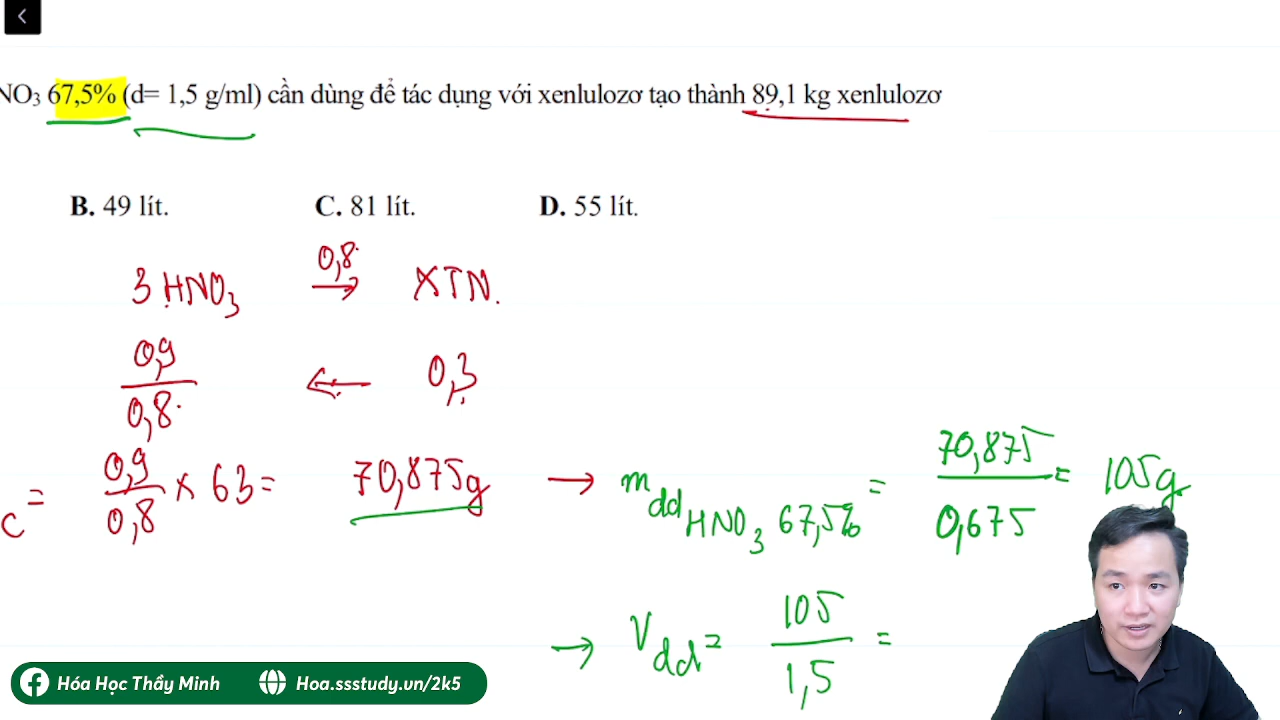 NO3 67,5% (d= 1,5 g/ml) cần dùng để tác dụng với xenlulozơ tạo thành 89,1 kg xenlulozơ
B. 49 lít. C. 81 lít. D. 55 lít.
3 HNO3 0,8 → XTN.
0,9/0,8 ← 0,3
c = 0,9/0,8 × 63 = 70,875g → m dd HNO3 67,5% = 70,875/0,675 = 105g
→ Vdd = 105/1,5 =
Hóa Học Thầy Minh Hoa.ssstudy.vn/2k5